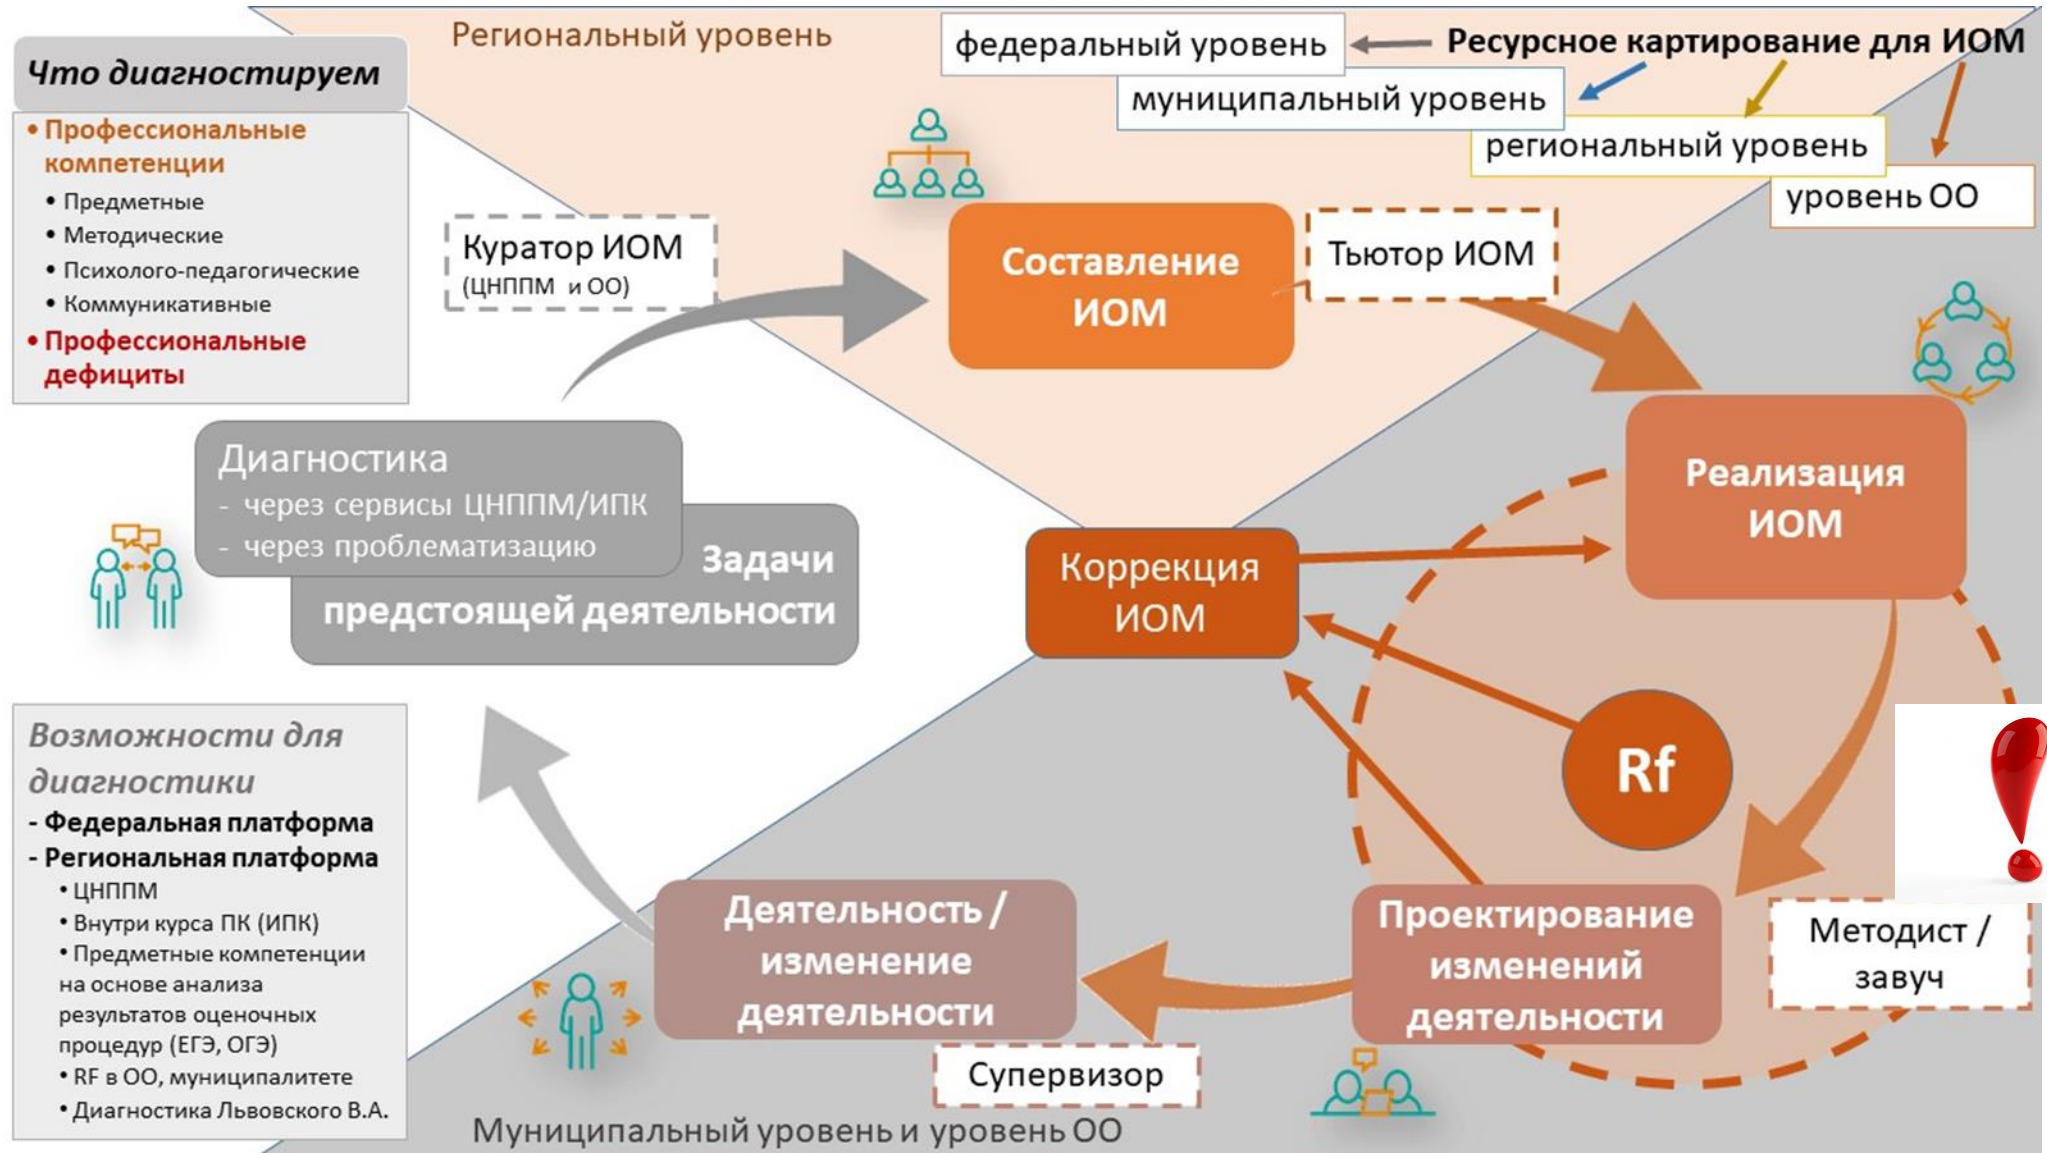 Региональный уровень
Ресурсное картирование для ИОМ
федеральный уровень
муниципальный уровень
региональный уровень
уровень ОО
Что диагностируем
• Профессиональные
компетенции
• Предметные
• Методические
• Психолого-педагогические
• Коммуникативные
• Профессиональные
дефициты
Куратор ИОМ
(ЦНППМ и ОО)
Составление
ИОМ
Тьютор ИОМ
Диагностика
- через сервисы ЦНППМ/ИПК
- через проблематизацию
Задачи
предстоящей деятельности
Реализация
ИОМ
Коррекция
ИОМ
Rf
Возможности для
диагностики
- Федеральная платформа
- Региональная платформа
• ЦНППМ
• Внутри курса ПК (ИПК)
• Предметные компетенции
на основе анализа
результатов оценочных
процедур (ЕГЭ, ОГЭ)
• RF в ОО, муниципалитете
• Диагностика Львовского В.А.
Деятельность /
изменение
деятельности
Проектирование
изменений
деятельности
Методист /
завуч
Супервизор
Муниципальный уровень и уровень ОО